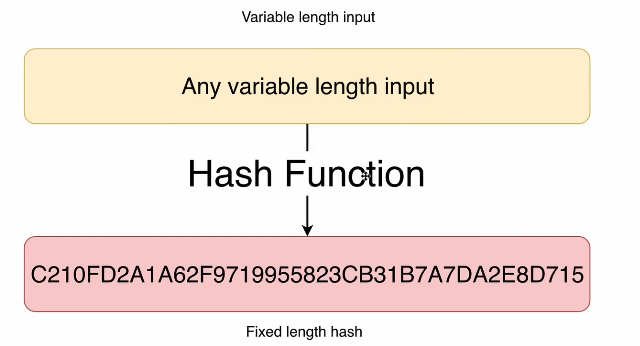 Variable length input
Any variable length input
Hash Function
C210FD2A1A62F9719955823CB31B7A7DA2E8D715
Fixed length hash